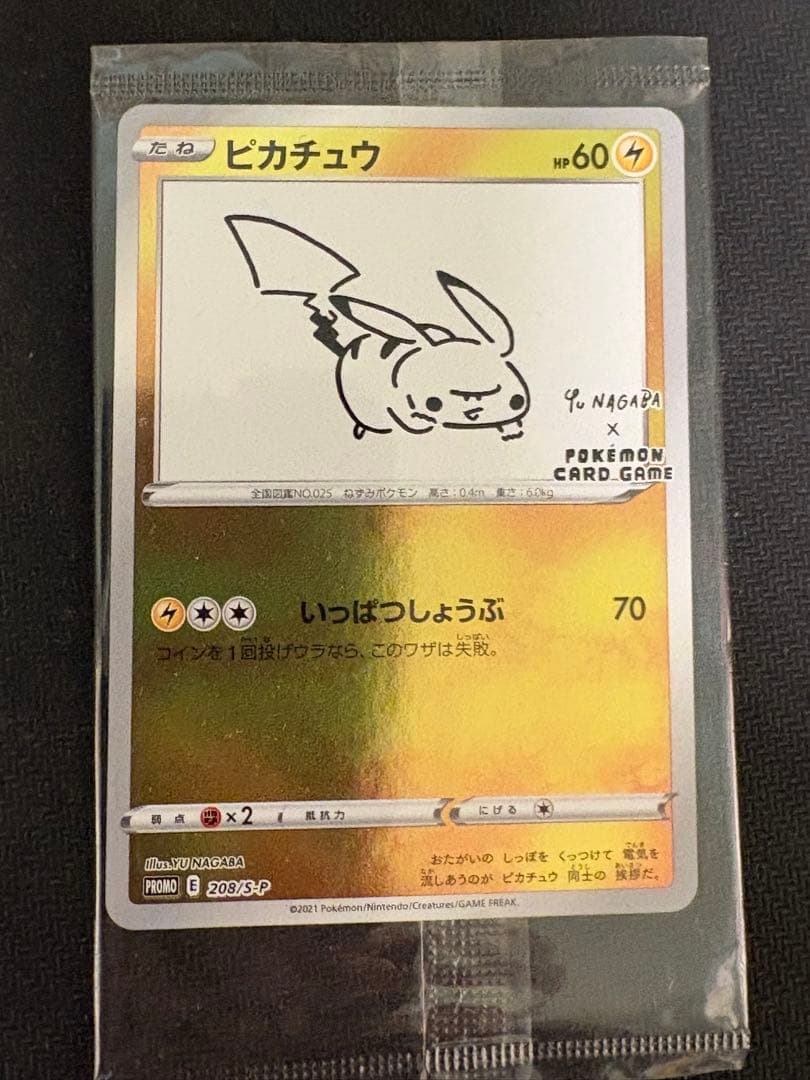 たね ピカチュウ HP60
YU NAGABA
×
POKÉMON
CARD GAME
全国図鑑NO.025 ねずみポケモン 高さ:0.4m 重さ:6.0kg
いっぱつしょうぶ 70
コインを1回投げウラなら、このワザは失敗。
弱点 ×2 抵抗力 にげる
Illus.YU NAGABA
PROMO E 208/S-P
おたがいの しっぽを くっつけて 電気を
流しあうのが ピカチュウ 同士の 挨拶だ。
©2021 Pokémon/Nintendo/Creatures/GAME FREAK.